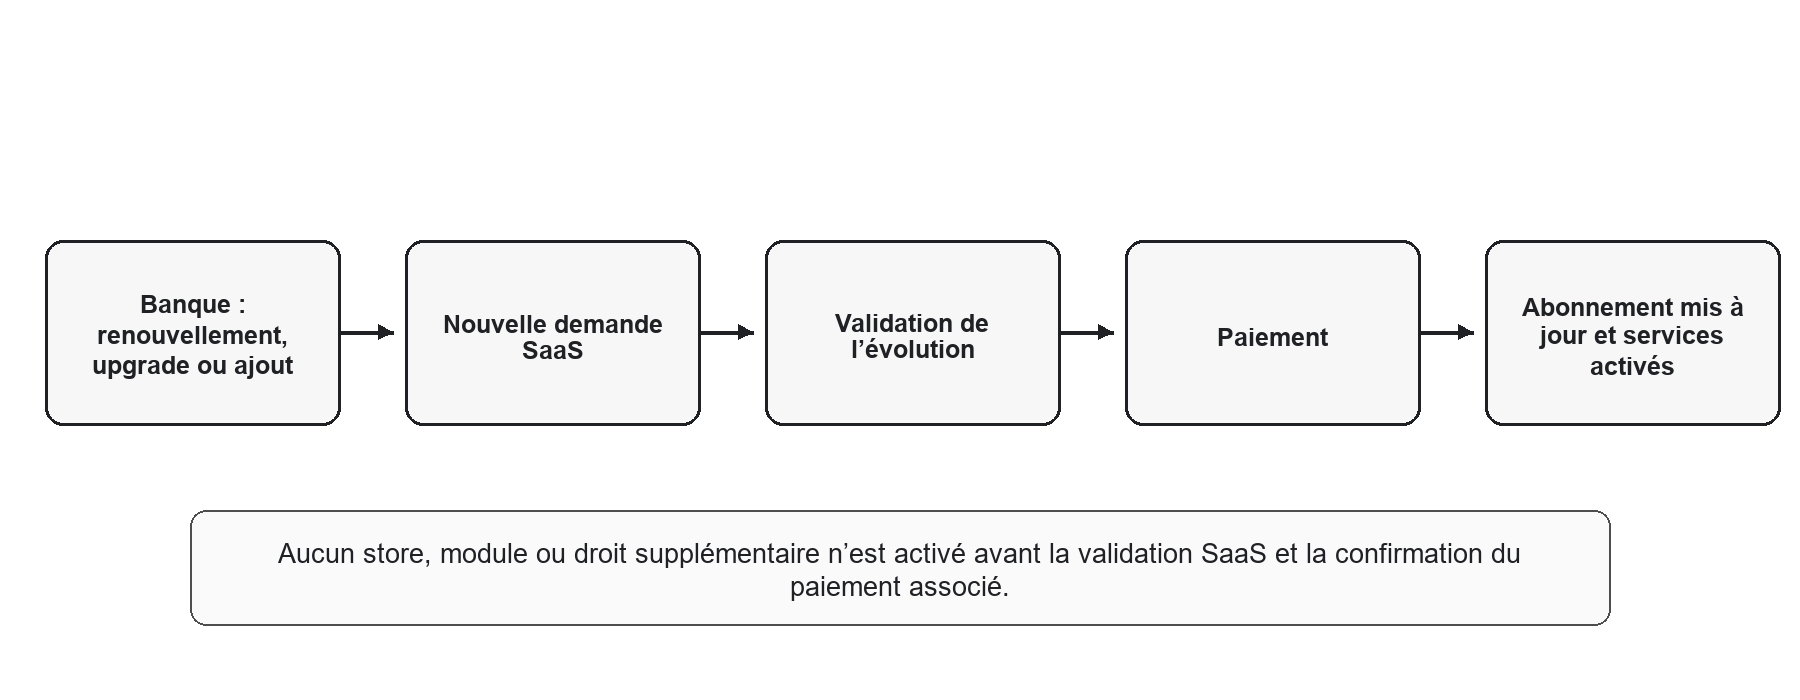 Banque :
renouvellement,
upgrade ou ajout
Nouvelle demande
SaaS
Validation de
l’évolution
Paiement
Abonnement mis à
jour et services
activés
Aucun store, module ou droit supplémentaire n’est activé avant la validation SaaS et la confirmation du
paiement associé.